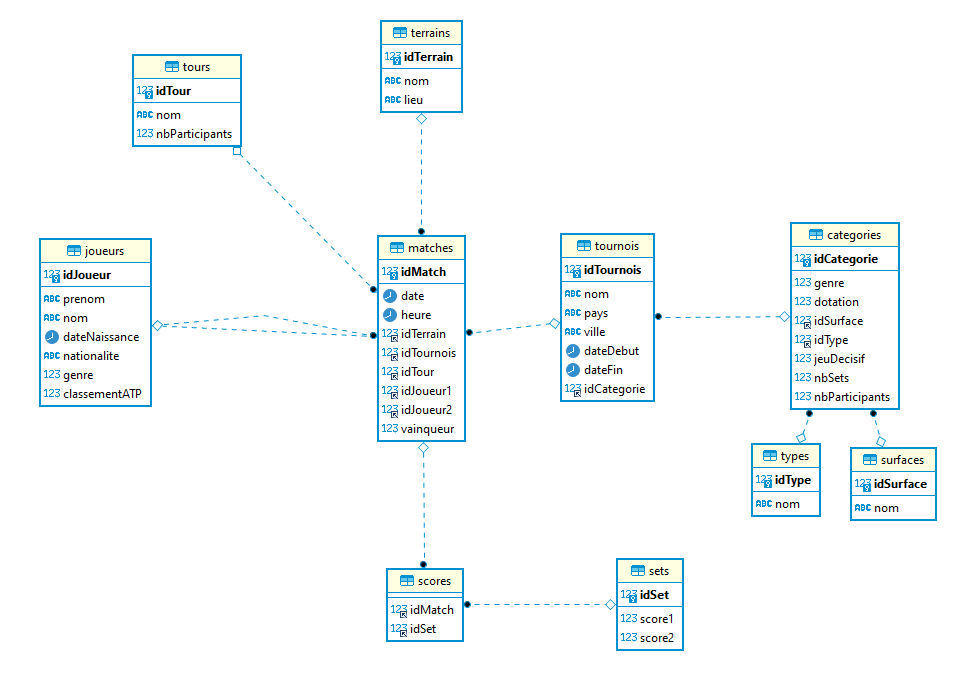 terrains
123 idTerrain
ABC nom
ABC lieu
tours
123 idTour
ABC nom
123 nbParticipants
joueurs
123 idJoueur
ABC prenom
ABC nom
dateNaissance
ABC nationalite
123 genre
123 classementATP
matches
123 idMatch
date
heure
123 idTerrain
123 idTournois
123 idTour
123 idJoueur1
123 idJoueur2
123 vainqueur
tournois
123 idTournois
ABC nom
ABC pays
ABC ville
dateDebut
dateFin
123 idCategorie
categories
123 idCategorie
123 genre
123 dotation
123 idSurface
123 idType
123 jeuDecisif
123 nbSets
123 nbParticipants
types
123 idType
ABC nom
surfaces
123 idSurface
ABC nom
scores
123 idMatch
123 idSet
sets
123 idSet
123 score1
123 score2